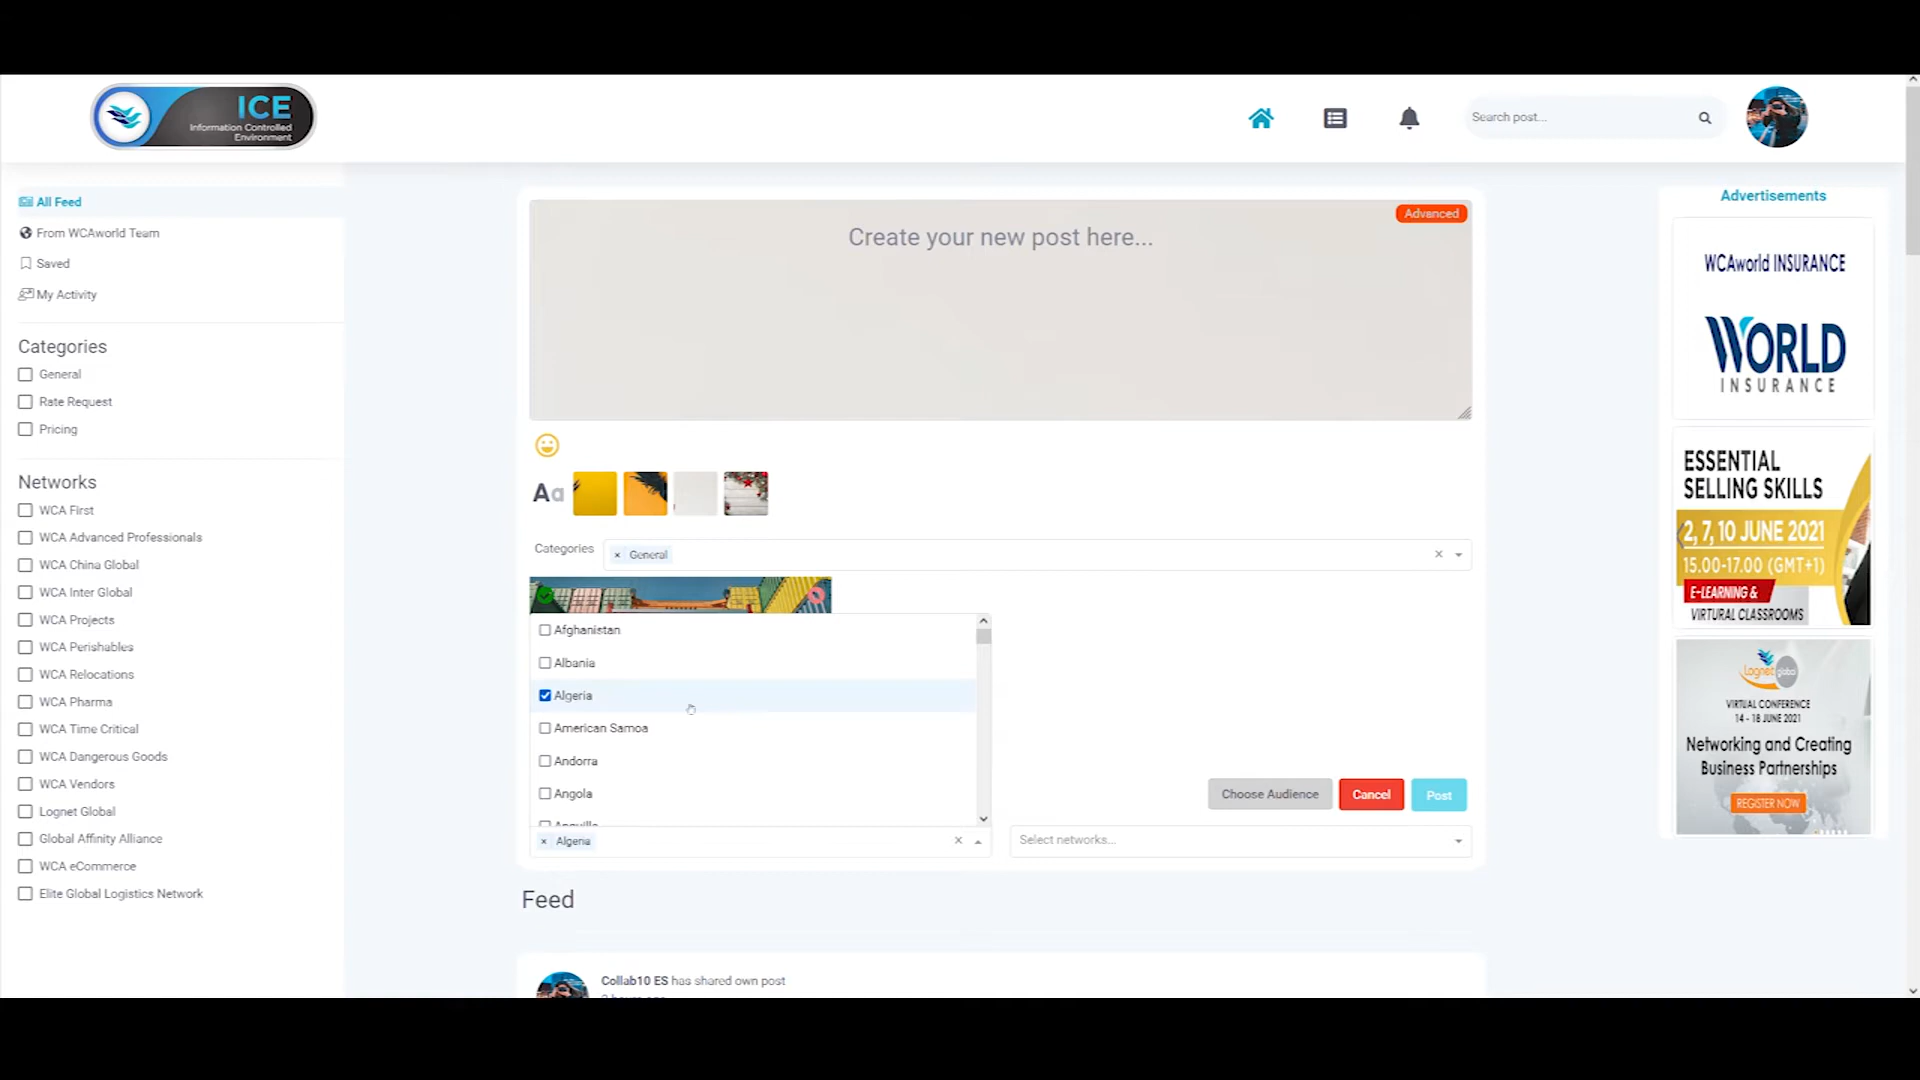 ICE
Information Controlled
Environment
Search post...
All Feed
From WCAworld Team
Saved
My Activity
Categories
General
Rate Request
Pricing
Networks
WCA First
WCA Advanced Professionals
WCA China Global
WCA Inter Global
WCA Projects
WCA Perishables
WCA Relocations
WCA Pharma
WCA Time Critical
WCA Dangerous Goods
WCA Vendors
Lognet Global
Global Affinity Alliance
WCA eCommerce
Elite Global Logistics Network
Advanced
Create your new post here...
Aa
Categories
× General
Afghanistan
Albania
Algeria
American Samoa
Andorra
Angola
Anguilla
× Algeria
Choose Audience
Cancel
Post
Select networks...
Feed
Collab10 ES has shared own post
Advertisements
WCAworld INSURANCE
WORLD
INSURANCE
ESSENTIAL
SELLING SKILLS
2, 7, 10 JUNE 2021
15.00-17.00 (GMT+1)
E-LEARNING &
VIRTURAL CLASSROOMS
Lognet global
VIRTUAL CONFERENCE
14 - 18 JUNE 2021
Networking and Creating
Business Partnerships
REGISTER NOW